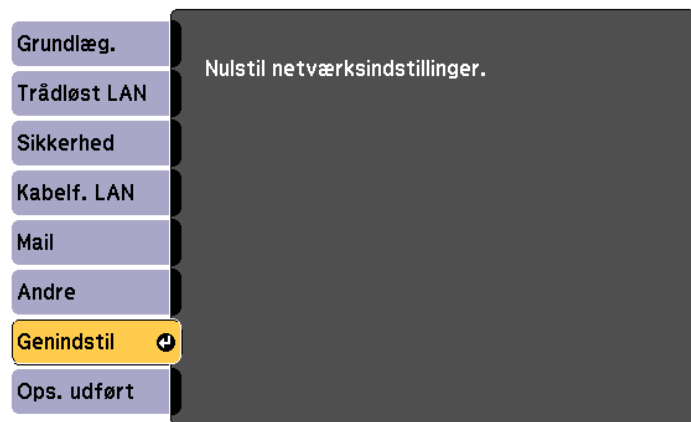 Grundlæg.
Trådløst LAN
Sikkerhed
Kabelf. LAN
Mail
Andre
Genindstil
Ops. udført
Nulstil netværksindstillinger.